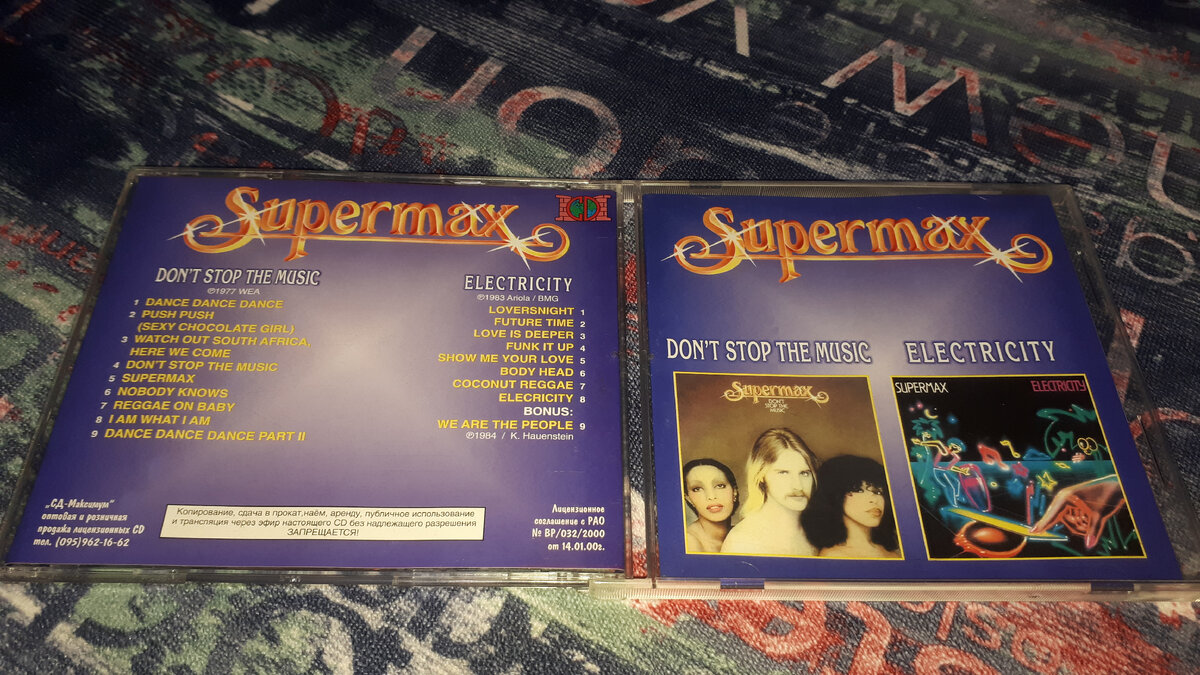 Supermax
CD
DON'T STOP THE MUSIC
℗1977 WEA
1 DANCE DANCE DANCE
2 PUSH PUSH
(SEXY CHOCOLATE GIRL)
3 WATCH OUT SOUTH AFRICA,
HERE WE COME
4 DON'T STOP THE MUSIC
5 SUPERMAX
6 NOBODY KNOWS
7 REGGAE ON BABY
8 I AM WHAT I AM
9 DANCE DANCE DANCE PART II
ELECTRICITY
℗1983 Ariola / BMG
LOVERSNIGHT 1
FUTURE TIME 2
LOVE IS DEEPER 3
FUNK IT UP 4
SHOW ME YOUR LOVE 5
BODY HEAD 6
COCONUT REGGAE 7
ELECRICITY 8
BONUS:
WE ARE THE PEOPLE 9
℗1984 / K. Hauenstein
„СД-Максимум"
оптовая и розничная
продажа лицензионных CD
тел. (095)962-16-62
Копирование, сдача в прокат,наём, аренду, публичное использование
и трансляция через эфир настоящего CD без надлежащего разрешения
ЗАПРЕЩАЕТСЯ!
Лицензионное
соглашение с РАО
№ ВР/032/2000
от 14.01.00г.
Supermax
DON'T STOP THE MUSIC
ELECTRICITY
Supermax
DON'T
STOP THE
MUSIC
SUPERMAX
ELECTRICITY